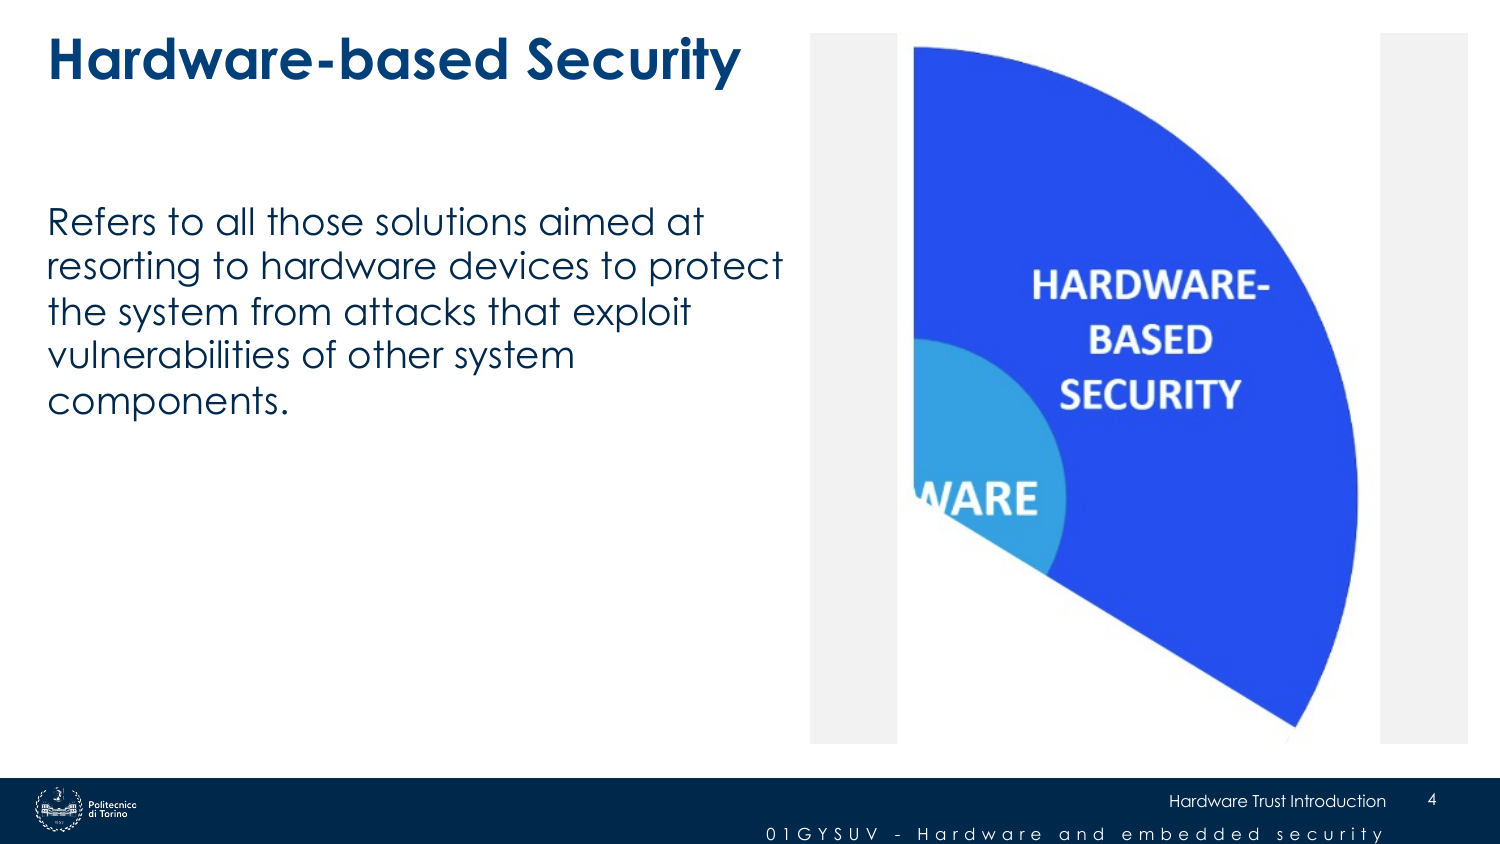 Hardware-based Security
Refers to all those solutions aimed at
resorting to hardware devices to protect
the system from attacks that exploit
vulnerabilities of other system
components.
HARDWARE-
BASED
SECURITY
WARE
Politecnico
di Torino
Hardware Trust Introduction
4
01GYSUV - Hardware and embedded security